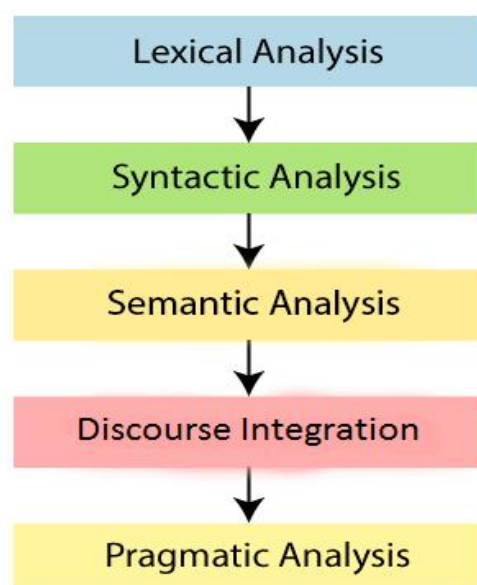 Lexical Analysis
Syntactic Analysis
Semantic Analysis
Discourse Integration
Pragmatic Analysis